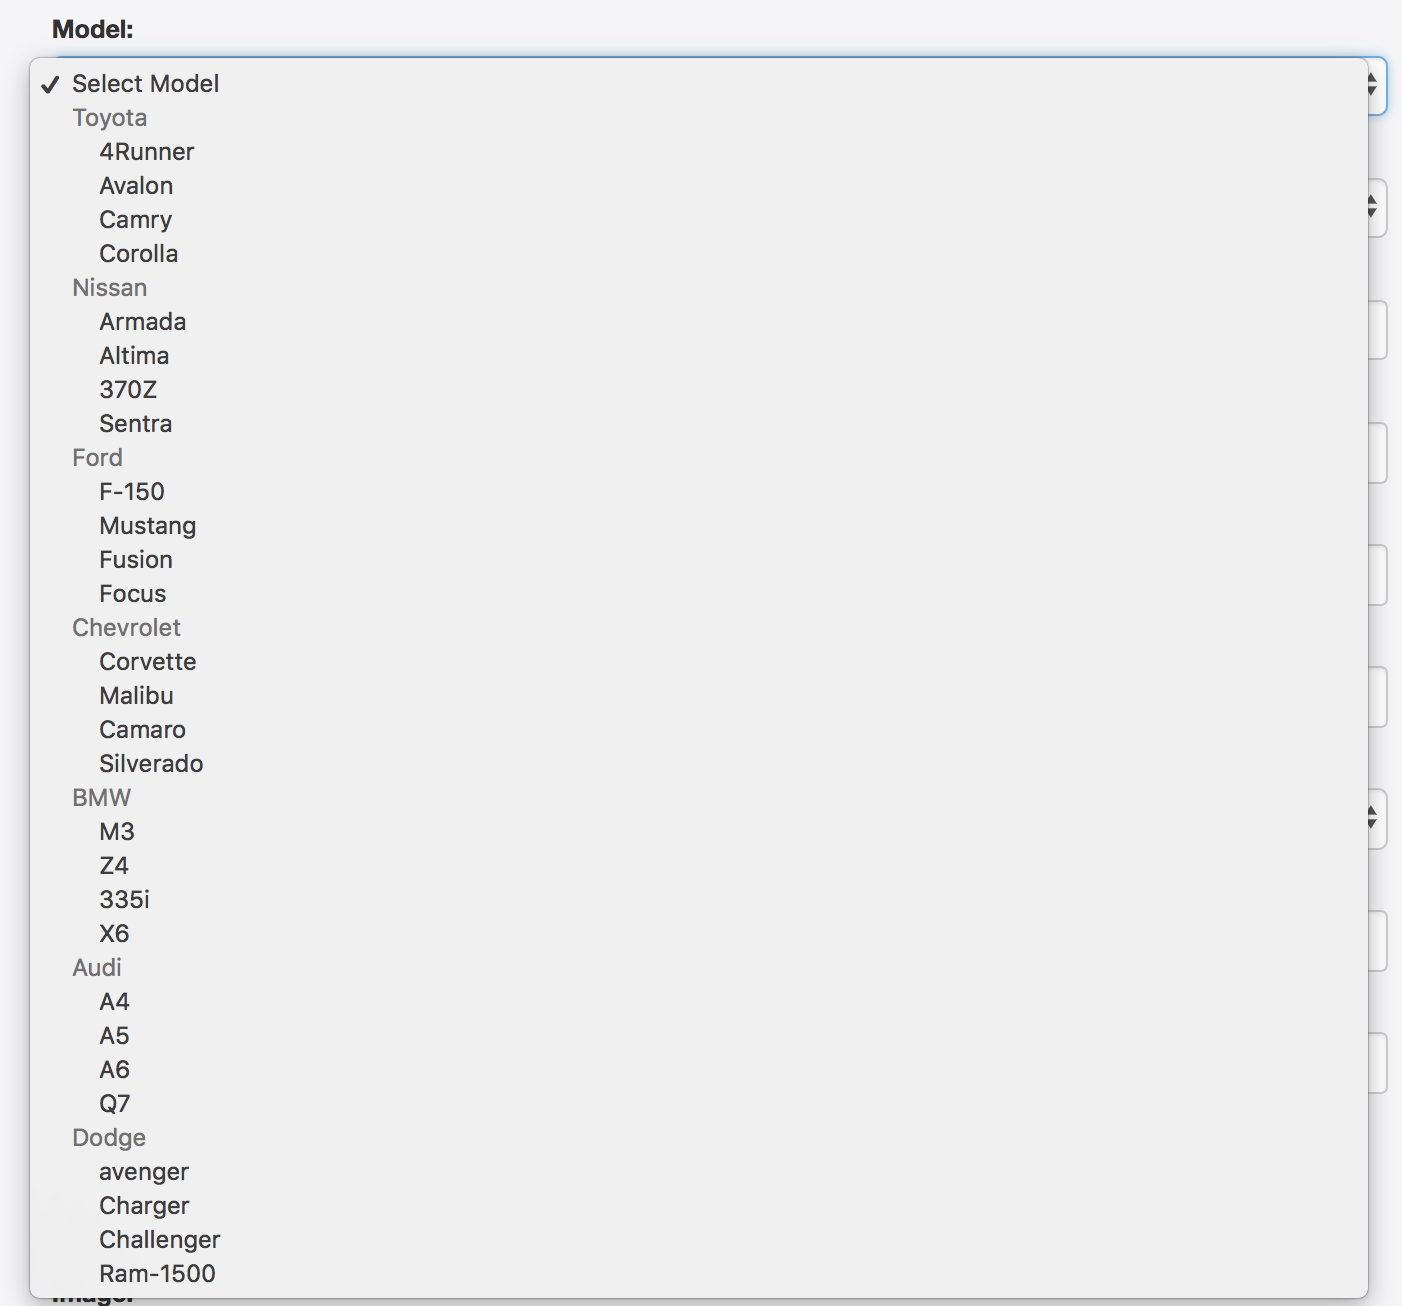 Model:
✓ Select Model
Toyota
4Runner
Avalon
Camry
Corolla
Nissan
Armada
Altima
370Z
Sentra
Ford
F-150
Mustang
Fusion
Focus
Chevrolet
Corvette
Malibu
Camaro
Silverado
BMW
M3
Z4
335i
X6
Audi
A4
A5
A6
Q7
Dodge
avenger
Charger
Challenger
Ram-1500